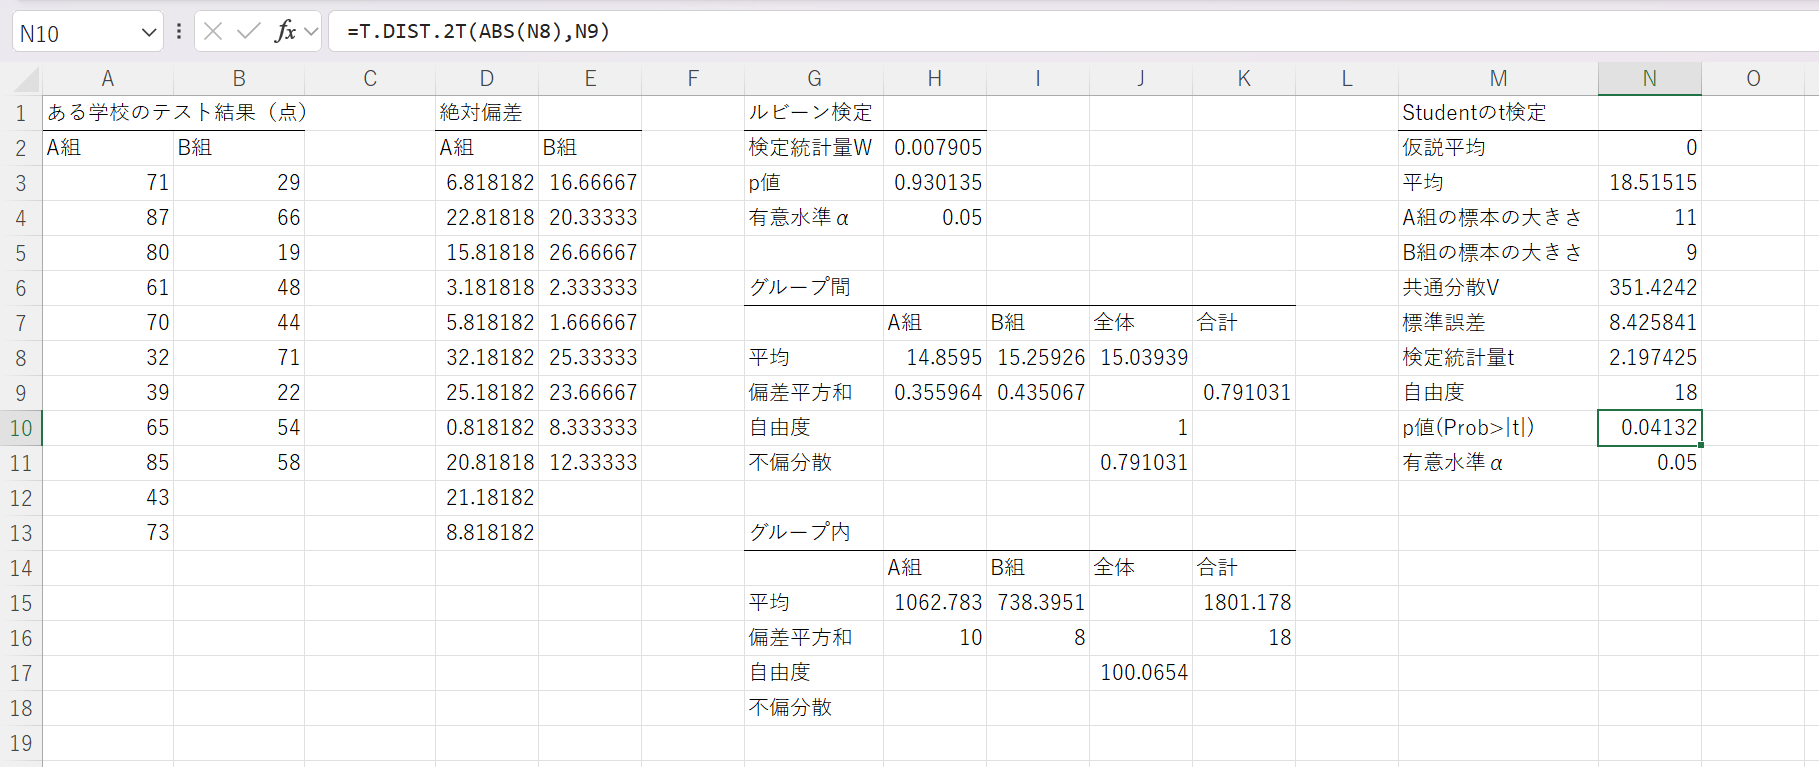 N10 fx =T.DIST.2T(ABS(N8),N9)
A B C D E F G H I J K L M N O
1 ある学校のテスト結果（点） 絶対偏差 ルビーン検定 Studentのt検定
2 A組 B組 A組 B組 検定統計量W 0.007905 仮説平均 0
3 71 29 6.818182 16.66667 p値 0.930135 平均 18.51515
4 87 66 22.81818 20.33333 有意水準α 0.05 A組の標本の大きさ 11
5 80 19 15.81818 26.66667 B組の標本の大きさ 9
6 61 48 3.181818 2.333333 グループ間 共通分散V 351.4242
7 70 44 5.818182 1.666667 A組 B組 全体 合計 標準誤差 8.425841
8 32 71 32.18182 25.33333 平均 14.8595 15.25926 15.03939 検定統計量t 2.197425
9 39 22 25.18182 23.66667 偏差平方和 0.355964 0.435067 0.791031 自由度 18
10 65 54 0.818182 8.333333 自由度 1 p値(Prob>|t|) 0.04132
11 85 58 20.81818 12.33333 不偏分散 0.791031 有意水準α 0.05
12 43 21.18182
13 73 8.818182 グループ内
14 A組 B組 全体 合計
15 平均 1062.783 738.3951 1801.178
16 偏差平方和 10 8 18
17 自由度 100.0654
18 不偏分散
19